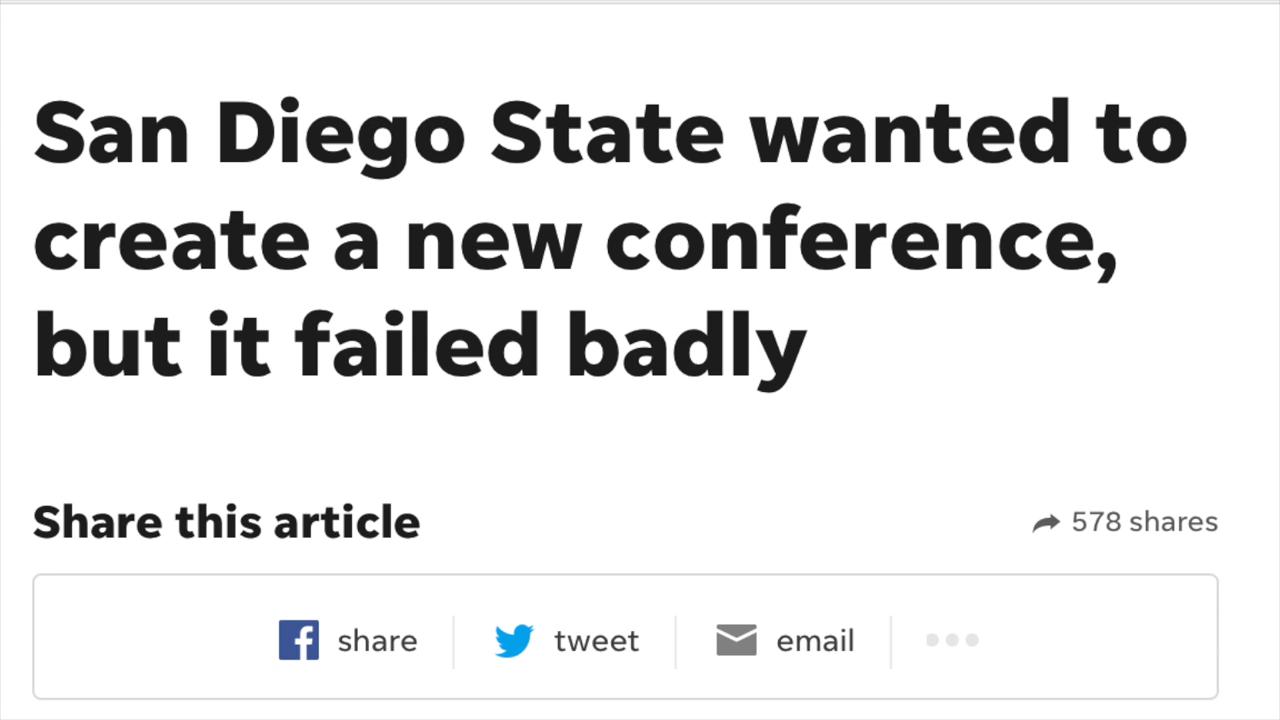 San Diego State wanted to
create a new conference,
but it failed badly
Share this article
578 shares
share
tweet
email